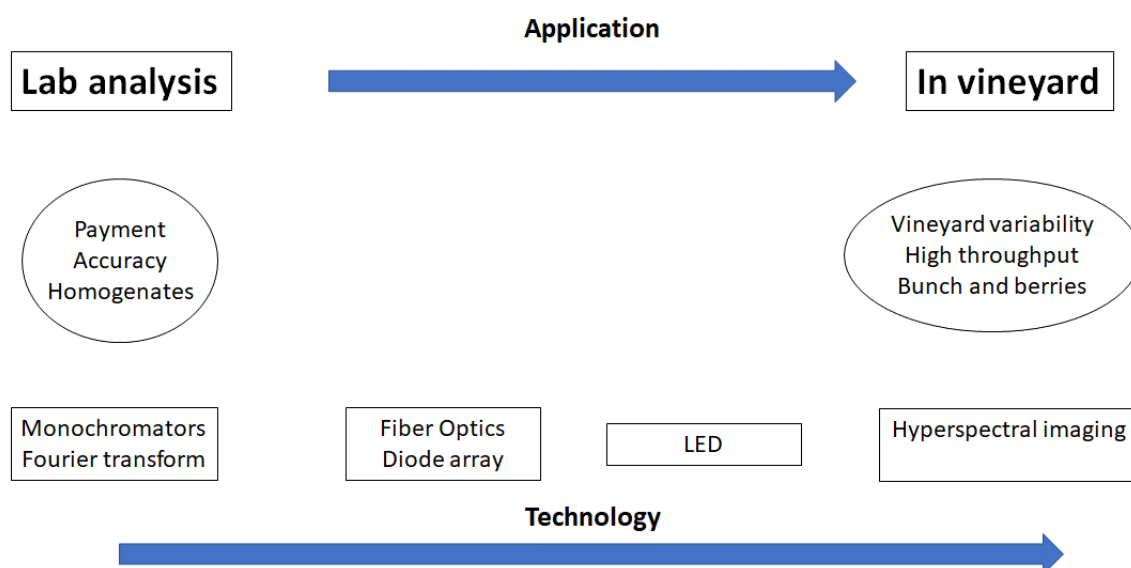 Application
Lab analysis
In vineyard
Payment
Accuracy
Homogenates
Vineyard variability
High throughput
Bunch and berries
Monochromators
Fourier transform
Fiber Optics
Diode array
LED
Hyperspectral imaging
Technology